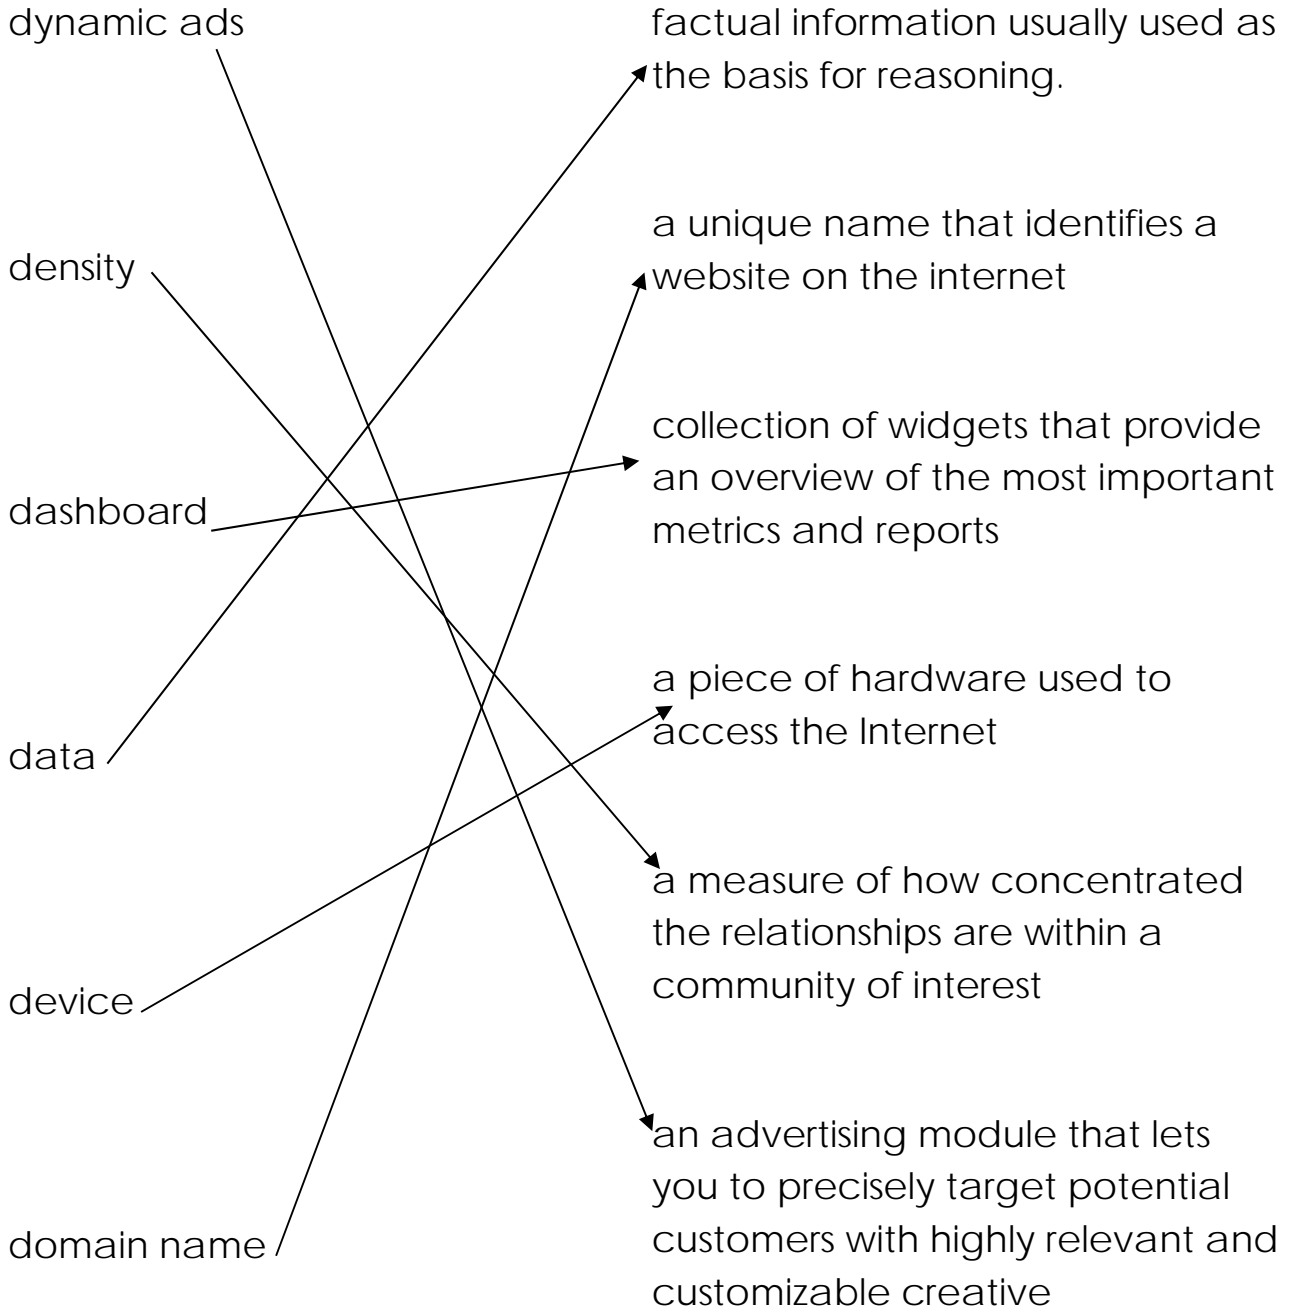 dynamic ads
density
dashboard
data
device
domain name
factual information usually used as
the basis for reasoning.
a unique name that identifies a
website on the internet
collection of widgets that provide
an overview of the most important
metrics and reports
a piece of hardware used to
access the Internet
a measure of how concentrated
the relationships are within a
community of interest
an advertising module that lets
you to precisely target potential
customers with highly relevant and
customizable creative